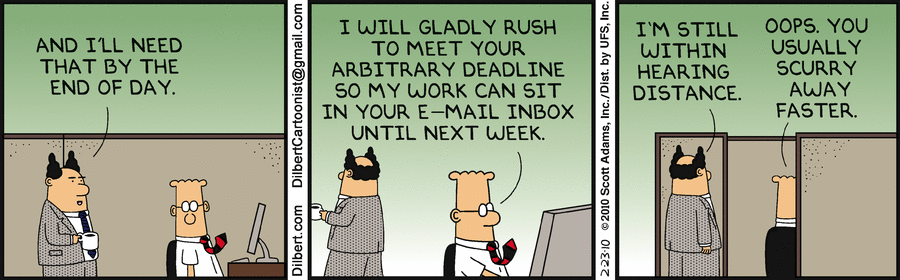 AND I'LL NEED
THAT BY THE
END OF DAY.
Dilbert.com DilbertCartoonist@gmail.com
I WILL GLADLY RUSH
TO MEET YOUR
ARBITRARY DEADLINE
SO MY WORK CAN SIT
IN YOUR E-MAIL INBOX
UNTIL NEXT WEEK.
2-23-10 ©2010 Scott Adams, Inc./Dist. by UFS, Inc.
I'M STILL
WITHIN
HEARING
DISTANCE.
OOPS. YOU
USUALLY
SCURRY
AWAY
FASTER.